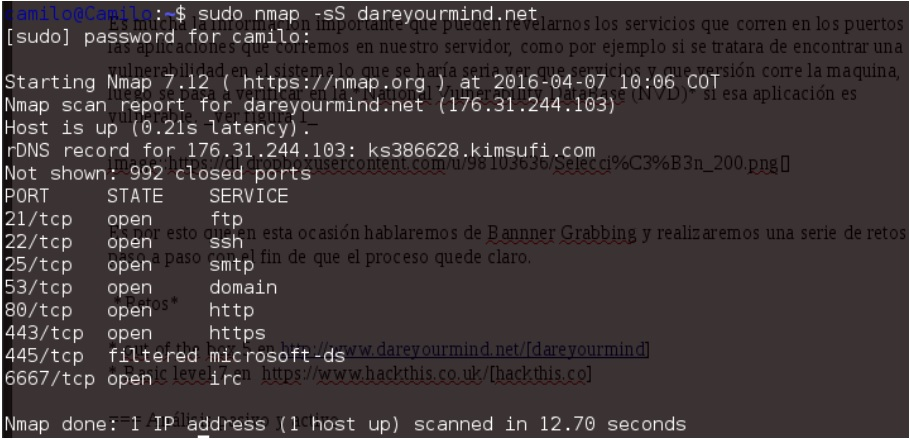 camilo@Camilo:~$ sudo nmap -sS dareyourmind.net
Es mucha la información importante que pueden revelarnos los servicios que corren en los puertos
[sudo] password for camilo:
las aplicaciones que corremos en nuestro servidor, como por ejemplo si se tratara de encontrar una
vulnerabilidad en el sistema lo que se haría seria ver que servicios y que versión corre la maquina,
Starting Nmap 7.12 ( https://nmap.org ) at 2016-04-07 10:06 COT
luego se pasa a verificar en la *National Vulnerability DataBase (NVD)* si esa aplicación es
Nmap scan report for dareyourmind.net (176.31.244.103)
vulnerable. _ver figura 1_
Host is up (0.21s latency).
rDNS record for 176.31.244.103: ks386628.kimsufi.com
image::https://dl.dropboxusercontent.com/u/98103636/Selecci%C3%B3n_200.png[]
Not shown: 992 closed ports
PORT STATE SERVICE
21/tcp open ftp
Es por esto que en esta ocasión hablaremos de Bannner Grabbing y realizaremos una serie de retos
22/tcp open ssh
25/tcp open smtp
paso a paso con el fin de que el proceso quede claro.
53/tcp open domain
*Retos*
80/tcp open http
443/tcp open https
* out of the box 5 en http://www.dareyourmind.net/[dareyourmind]
445/tcp filtered microsoft-ds
* Basic level 7 en https://www.hackthis.co.uk/[hackthis.co]
6667/tcp open irc
=== Análisis pasivo y activo
Nmap done: 1 IP address (1 host up) scanned in 12.70 seconds